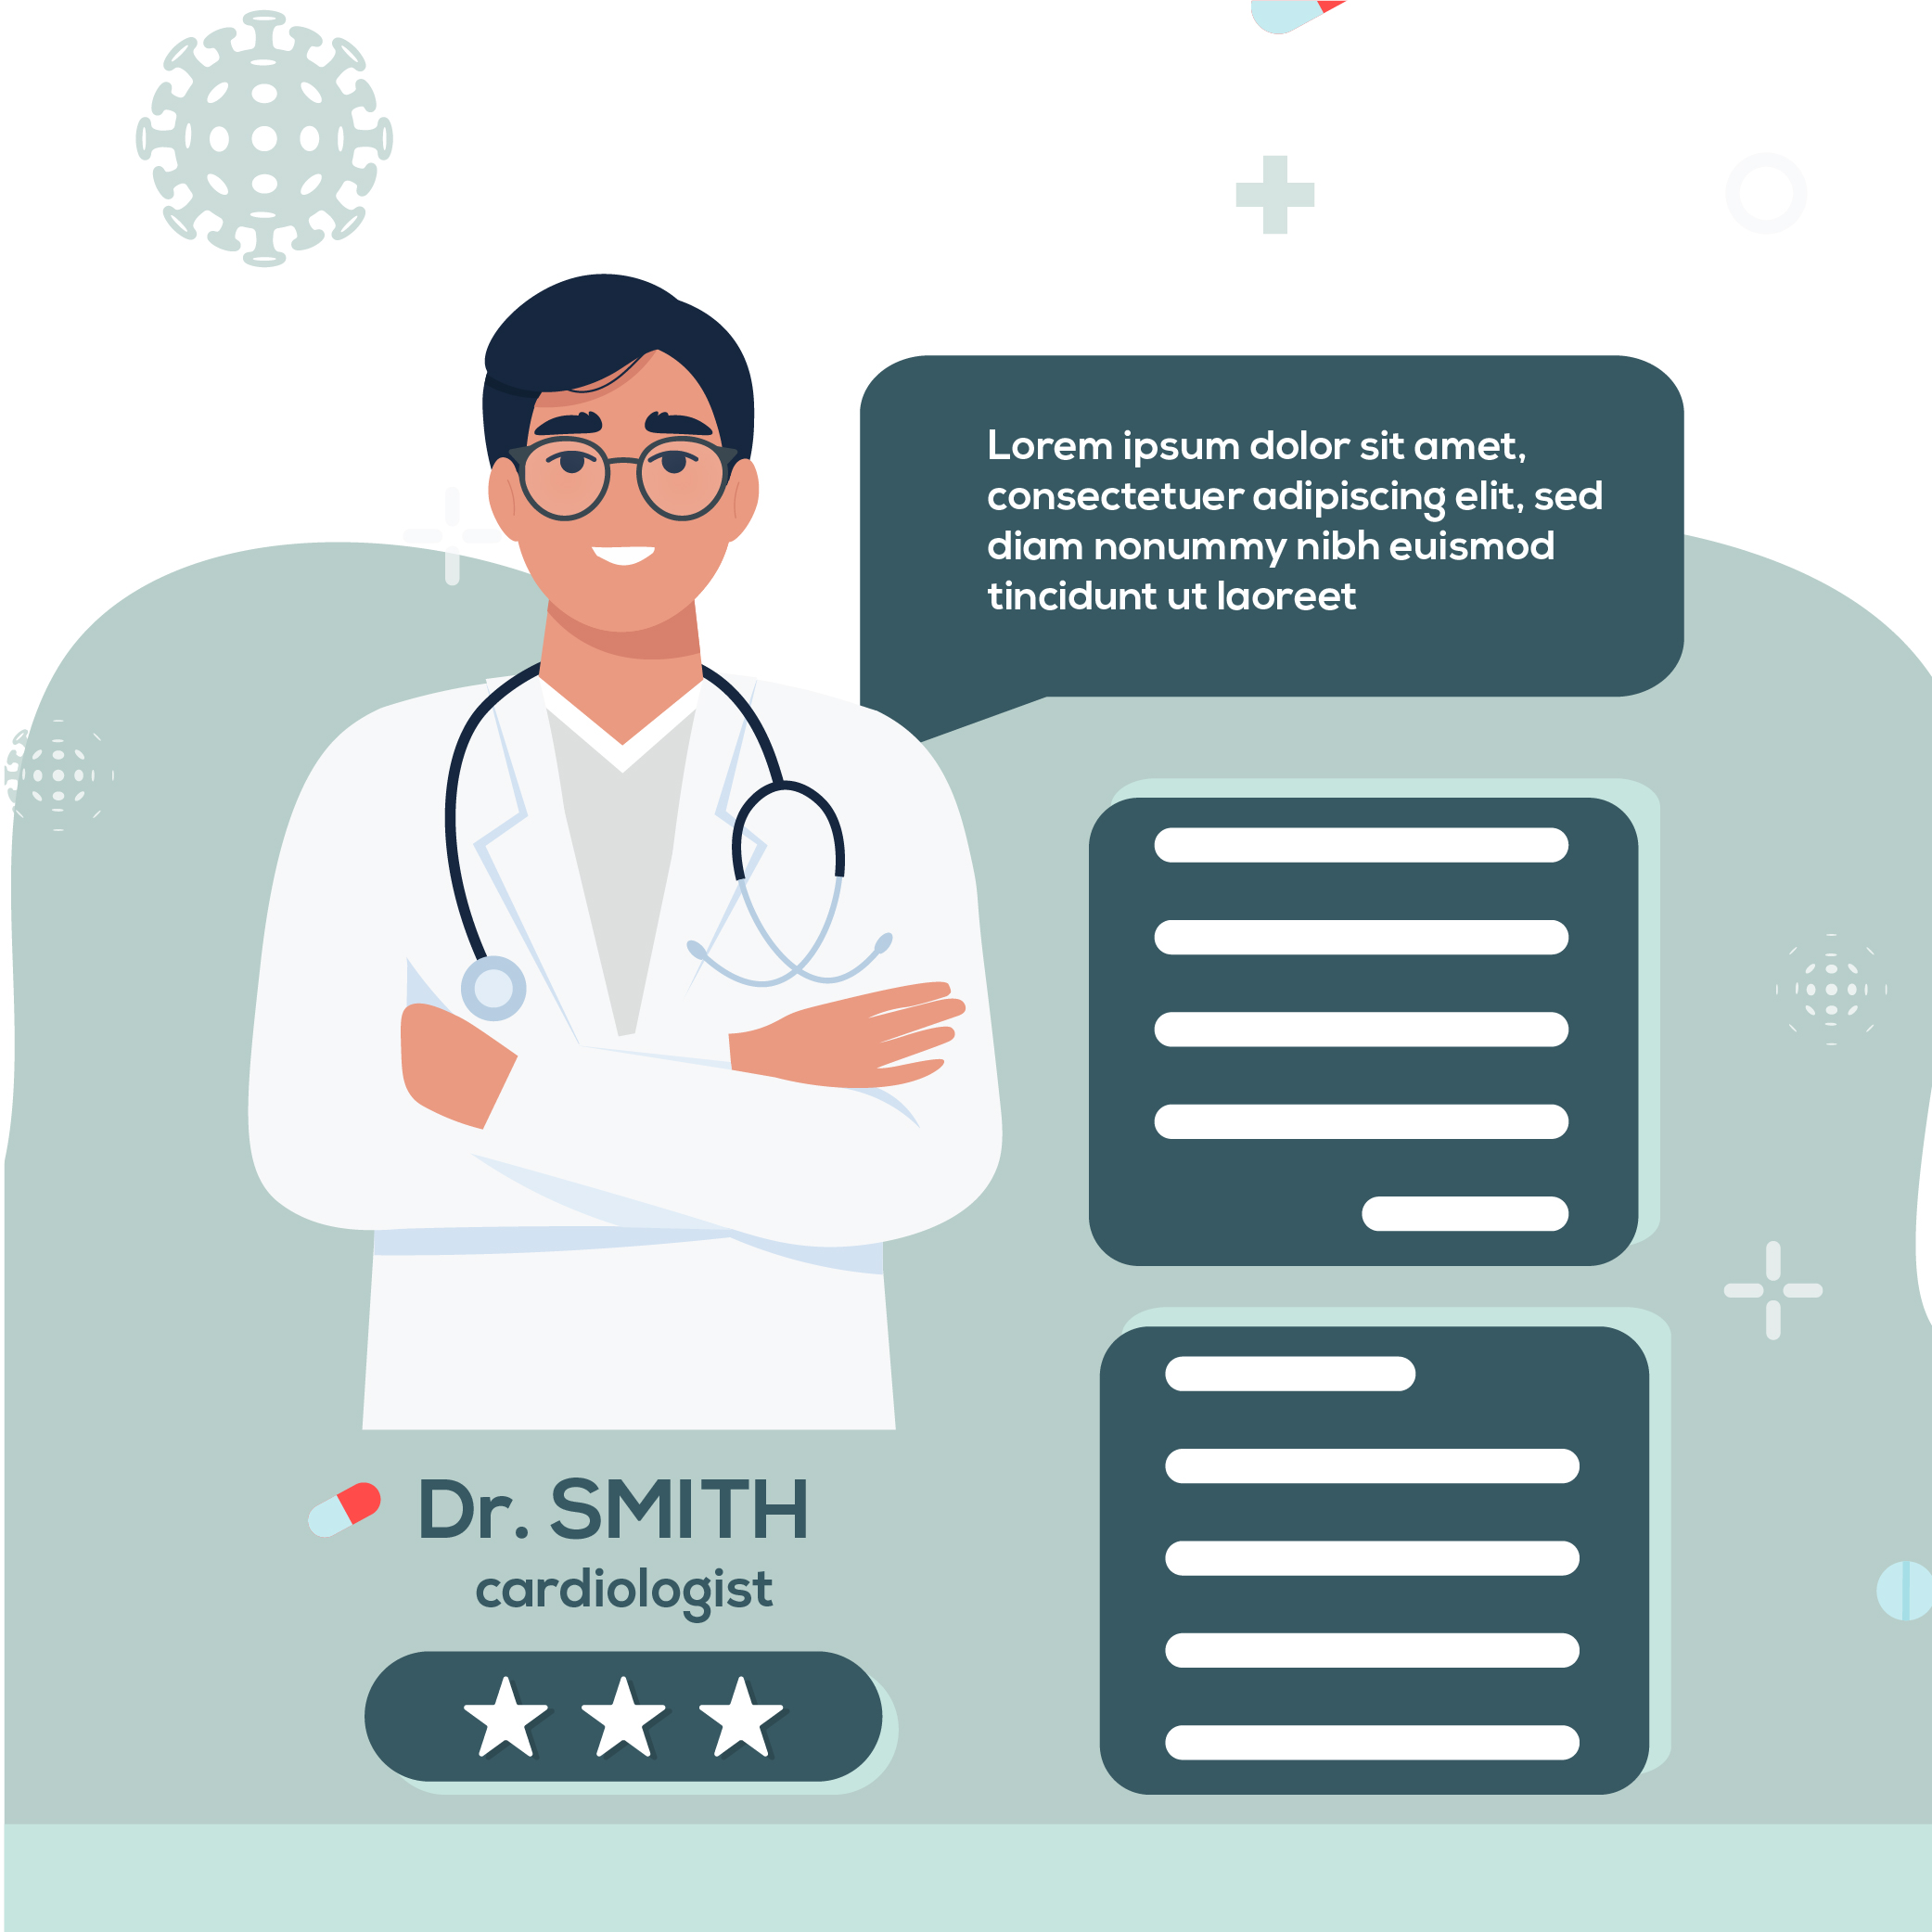 Lorem ipsum dolor sit amet,
consectetuer adipiscing elit, sed
diam nonummy nibh euismod
tincidunt ut laoreet
Dr. SMITH
cardiologist